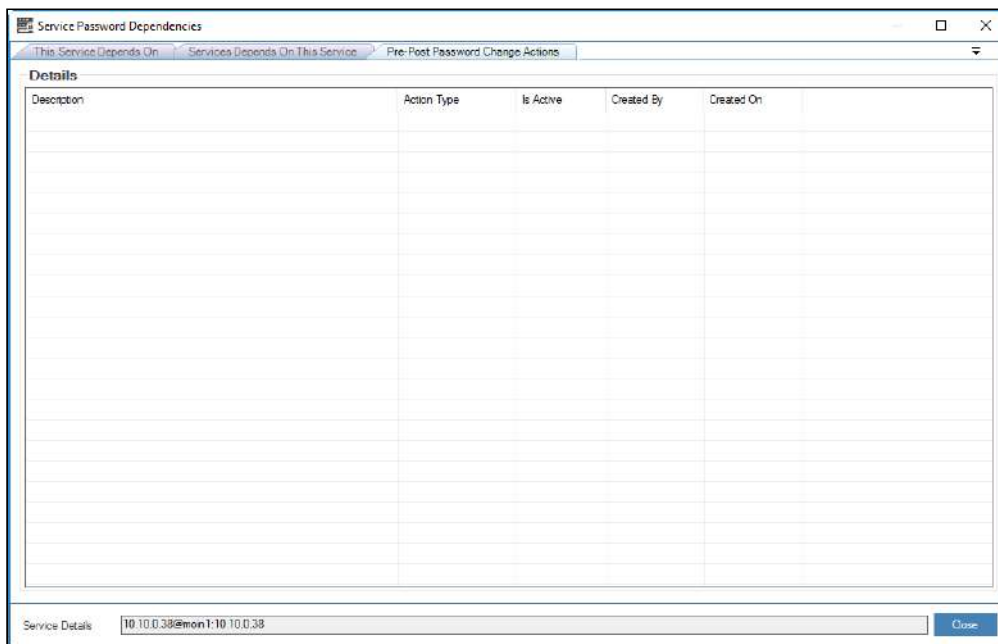 Service Password Dependencies
This Service Depends On Services Depends On This Service Pre-Post Password Change Actions
Details
Description Action Type Is Active Created By Created On
Service Details 10.10.0.38@moin1:10.10.0.38 Close